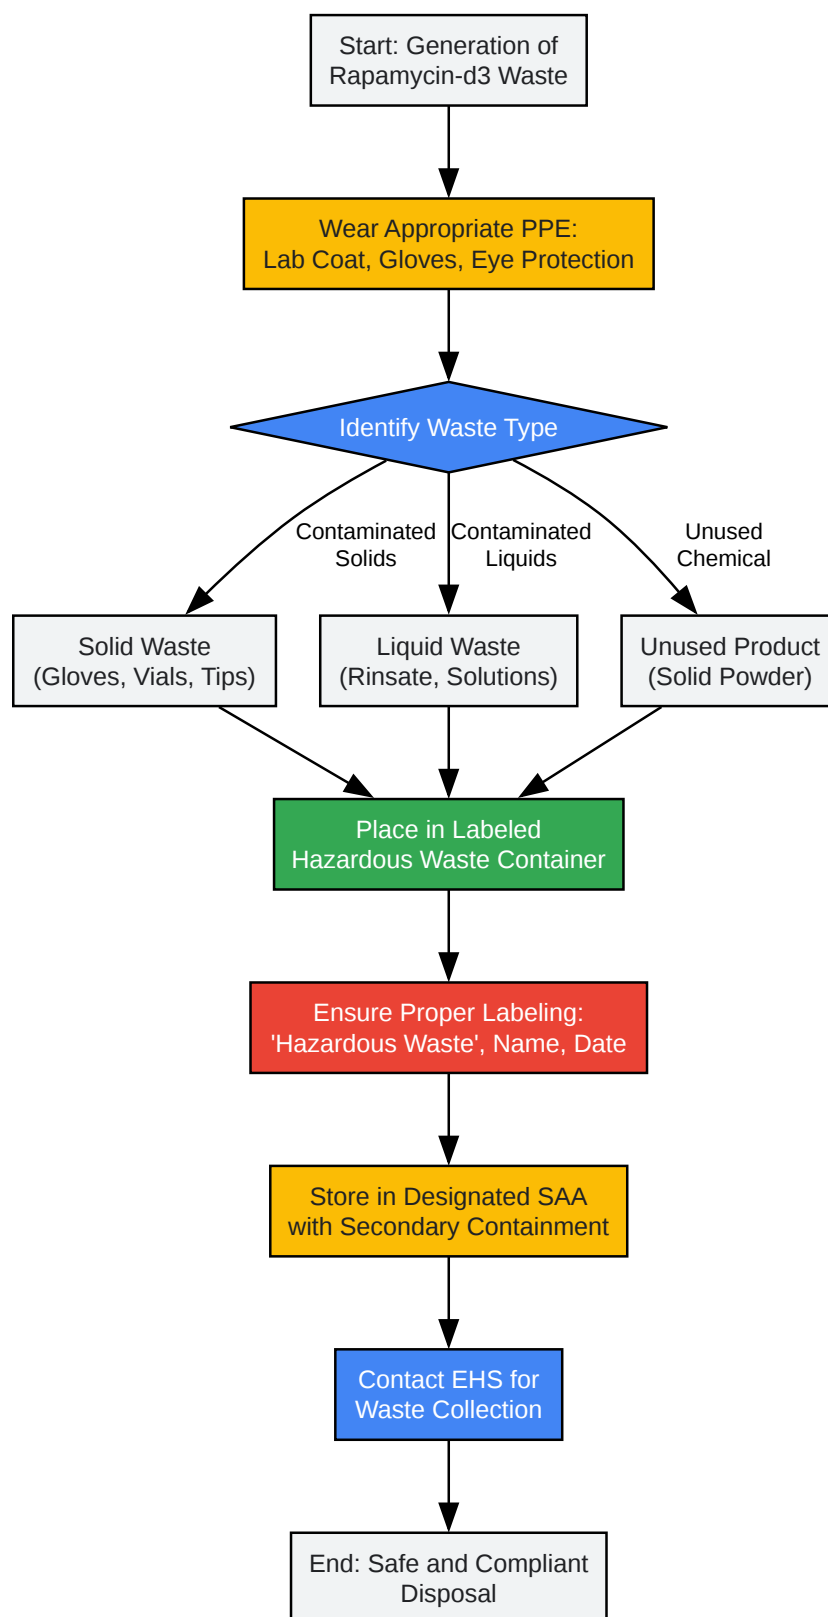 Start: Generation of
Rapamycin-d3 Waste
Wear Appropriate PPE:
Lab Coat, Gloves, Eye Protection
Identify Waste Type
Contaminated
Solids
Contaminated
Liquids
Unused
Chemical
Solid Waste
(Gloves, Vials, Tips)
Liquid Waste
(Rinsate, Solutions)
Unused Product
(Solid Powder)
Place in Labeled
Hazardous Waste Container
Ensure Proper Labeling:
'Hazardous Waste', Name, Date
Store in Designated SAA
with Secondary Containment
Contact EHS for
Waste Collection
End: Safe and Compliant
Disposal